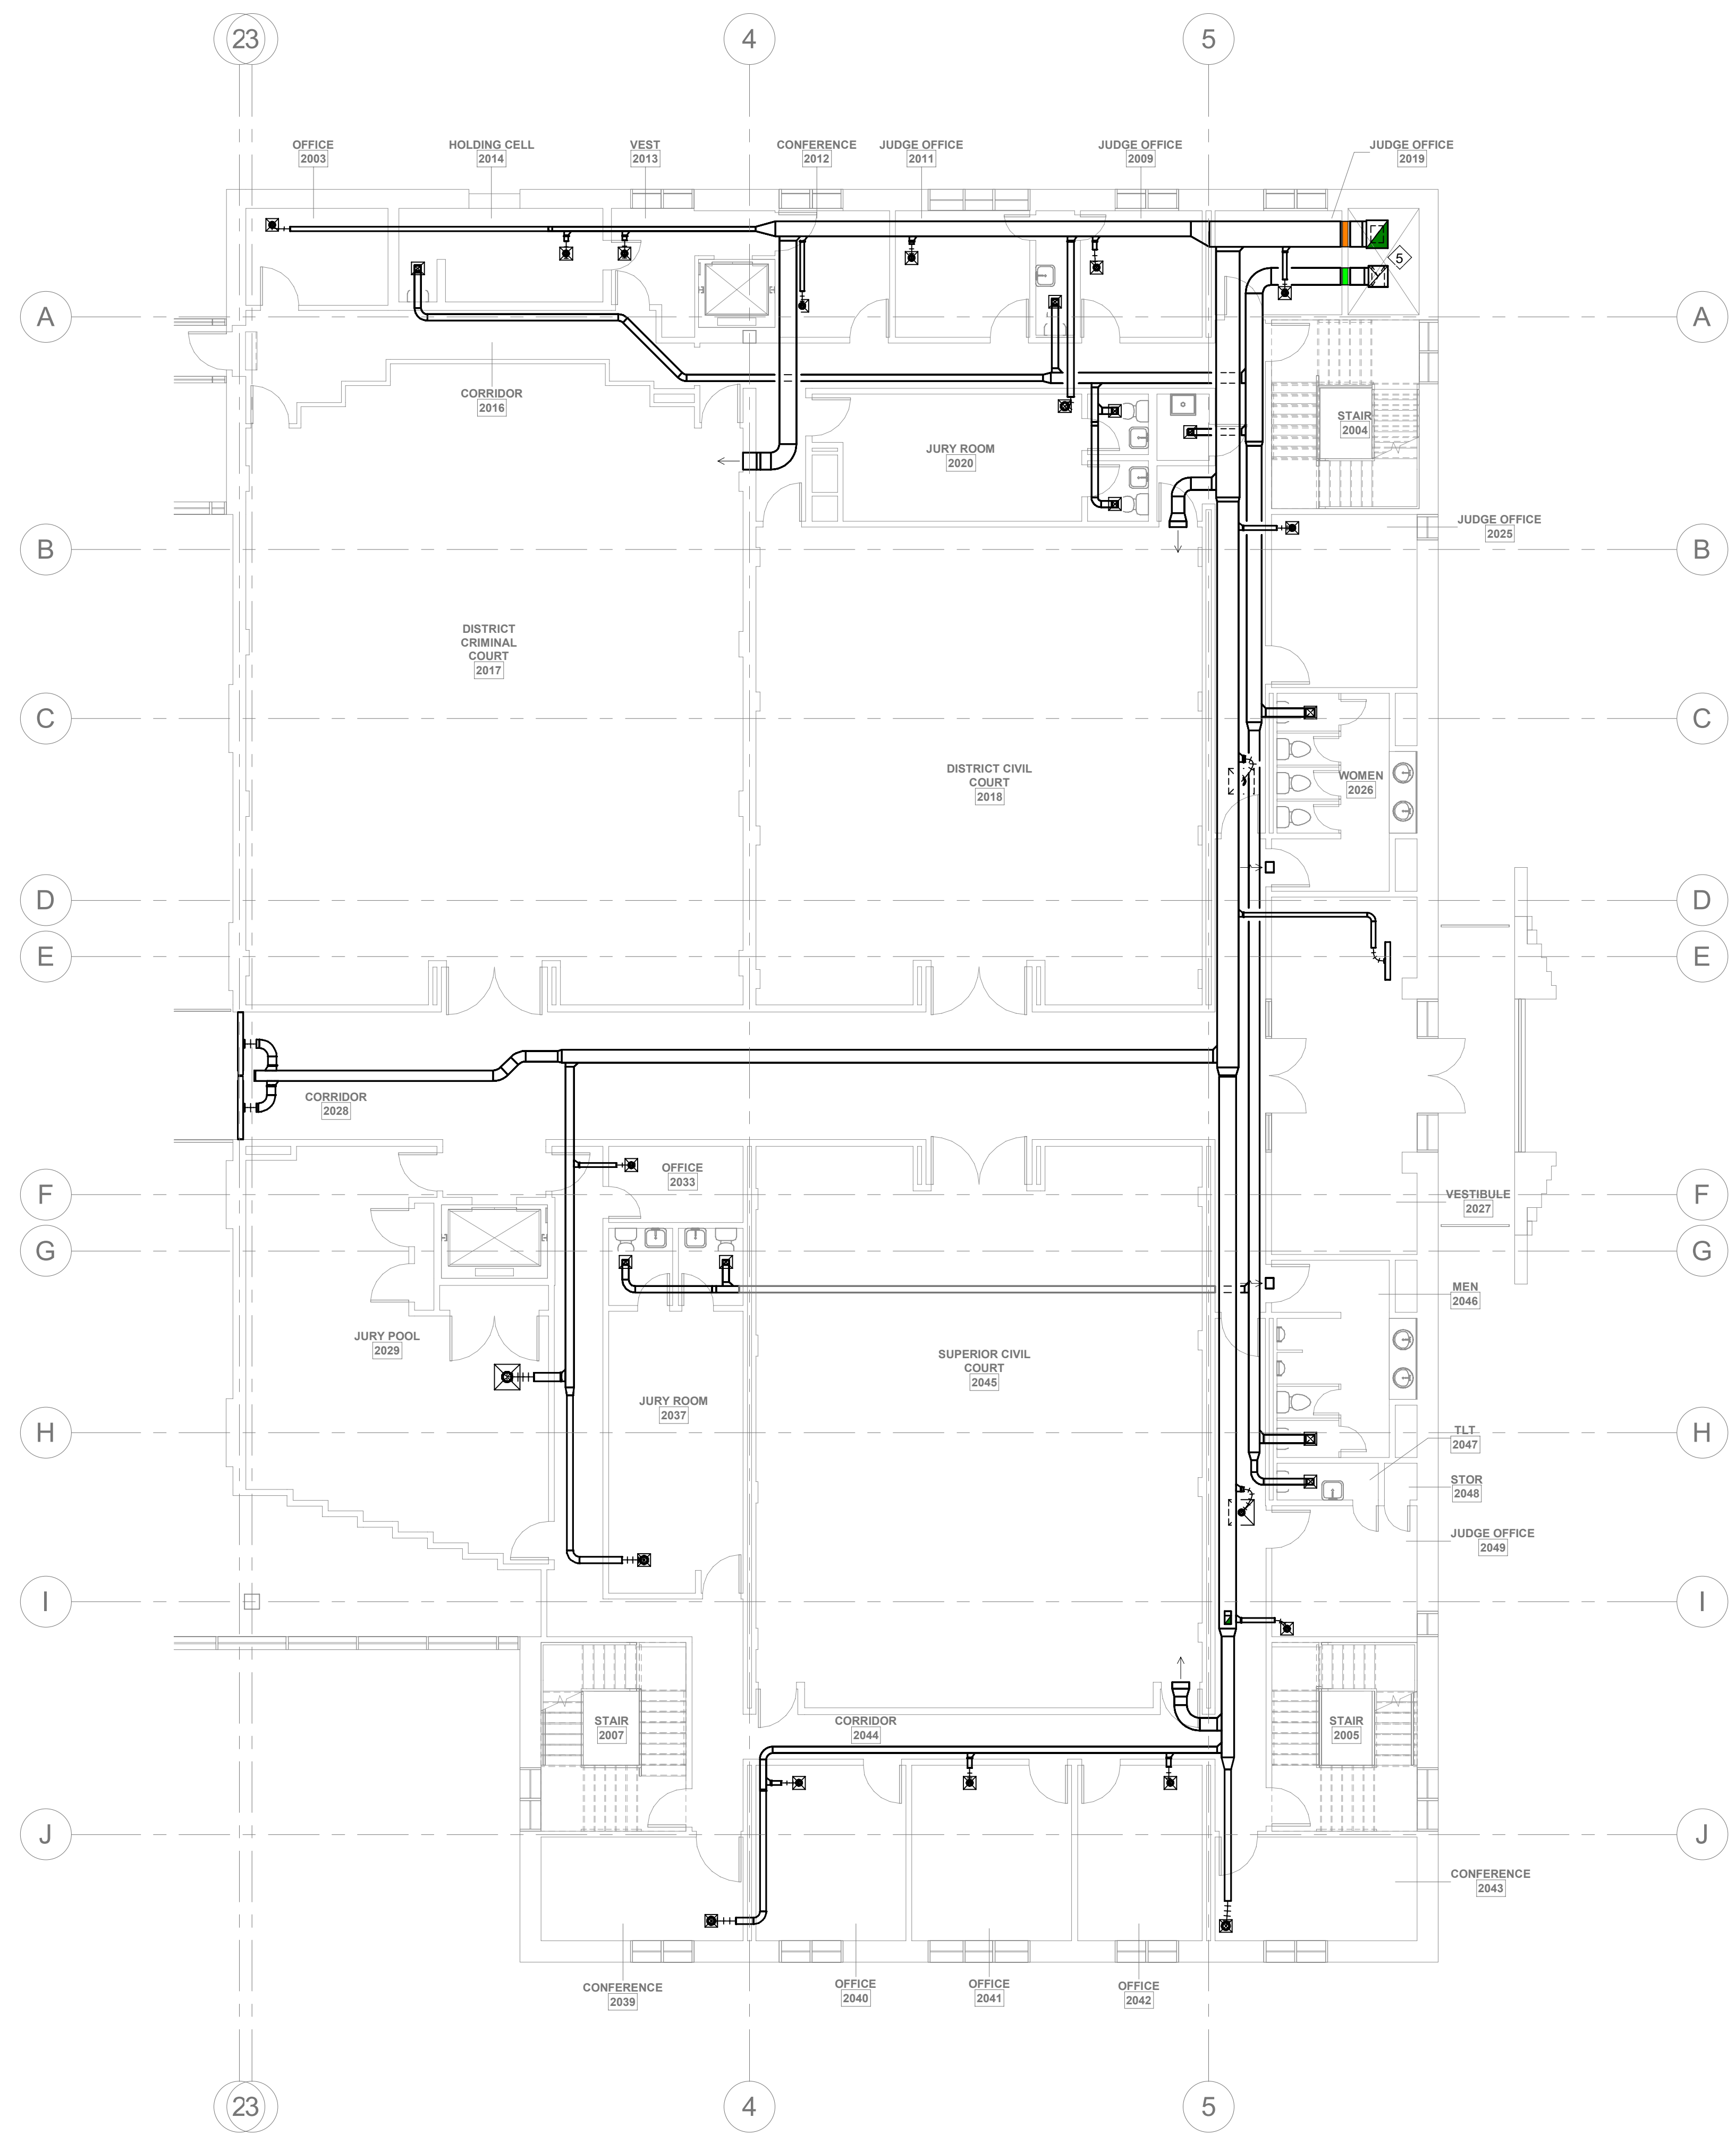 23
4
5
OFFICE
2003
HOLDING CELL
2014
VEST
2013
CONFERENCE
2012
JUDGE OFFICE
2011
JUDGE OFFICE
2009
JUDGE OFFICE
2019
5
A
A
CORRIDOR
2016
STAIR
2004
JURY ROOM
2020
JUDGE OFFICE
2025
B
B
DISTRICT
CRIMINAL
COURT
2017
C
C
DISTRICT CIVIL
COURT
2018
WOMEN
2026
D
D
E
E
CORRIDOR
2028
OFFICE
2033
F
F
VESTIBULE
2027
G
G
MEN
2046
JURY POOL
2029
SUPERIOR CIVIL
COURT
2045
JURY ROOM
2037
H
H
TLT
2047
STOR
2048
JUDGE OFFICE
2049
I
I
STAIR
2007
CORRIDOR
2044
STAIR
2005
J
J
CONFERENCE
2043
CONFERENCE
2039
OFFICE
2040
OFFICE
2041
OFFICE
2042
23
4
5